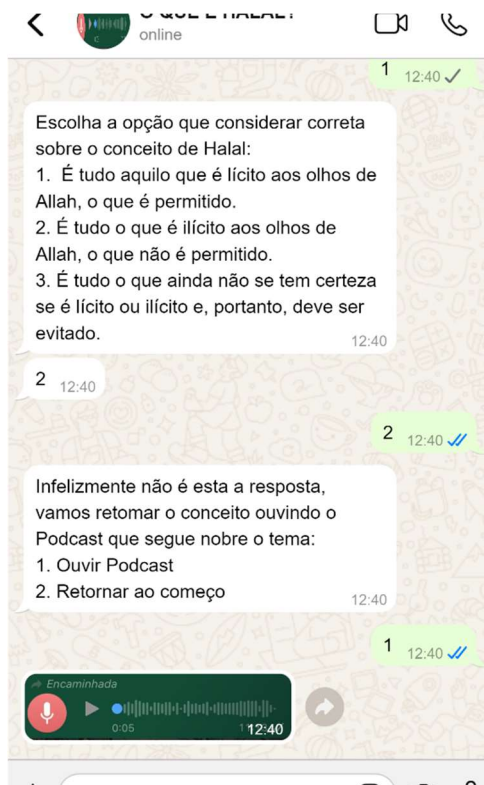 O QUE É HALAL?
online
1 12:40
Escolha a opção que considerar correta
sobre o conceito de Halal:
1. É tudo aquilo que é lícito aos olhos de
Allah, o que é permitido.
2. É tudo o que é ilícito aos olhos de
Allah, o que não é permitido.
3. É tudo o que ainda não se tem certeza
se é lícito ou ilícito e, portanto, deve ser
evitado.
12:40
2 12:40
2 12:40
Infelizmente não é esta a resposta,
vamos retomar o conceito ouvindo o
Podcast que segue nobre o tema:
1. Ouvir Podcast
2. Retornar ao começo
12:40
1 12:40
Encaminhada
0:05
12:40